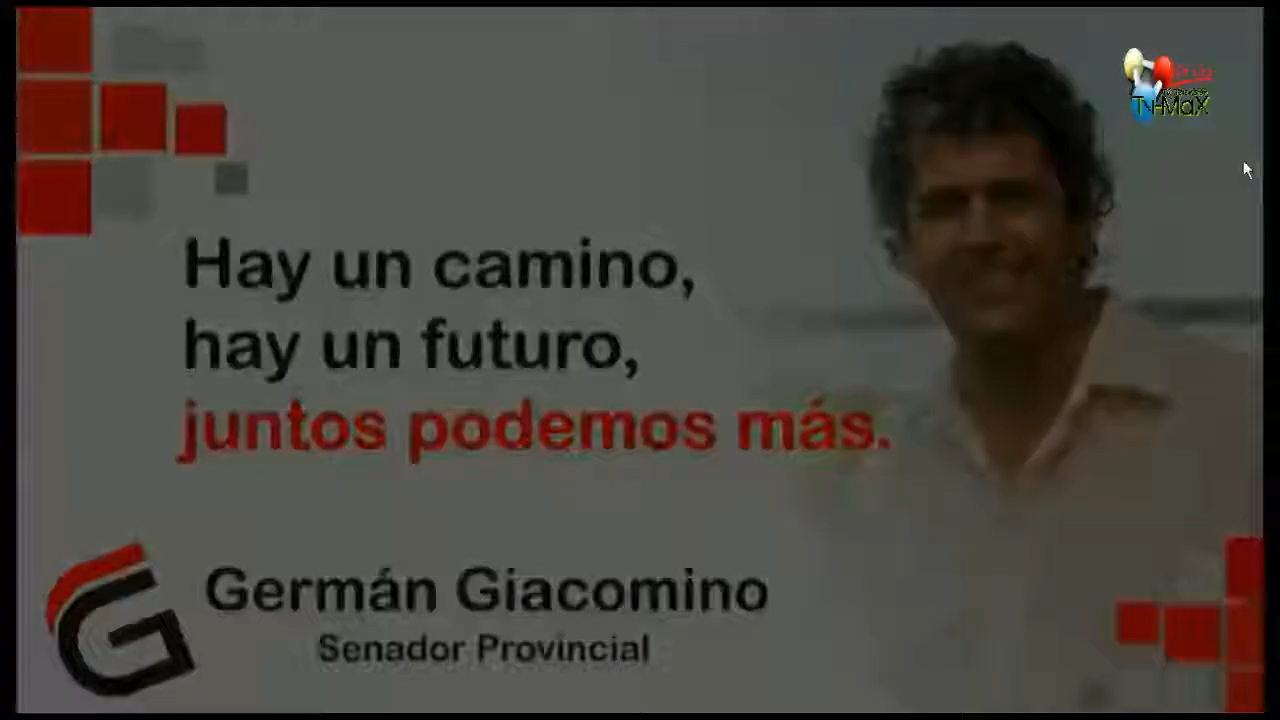 Hay un camino,
hay un futuro,
juntos podemos más.
Germán Giacomino
Senador Provincial